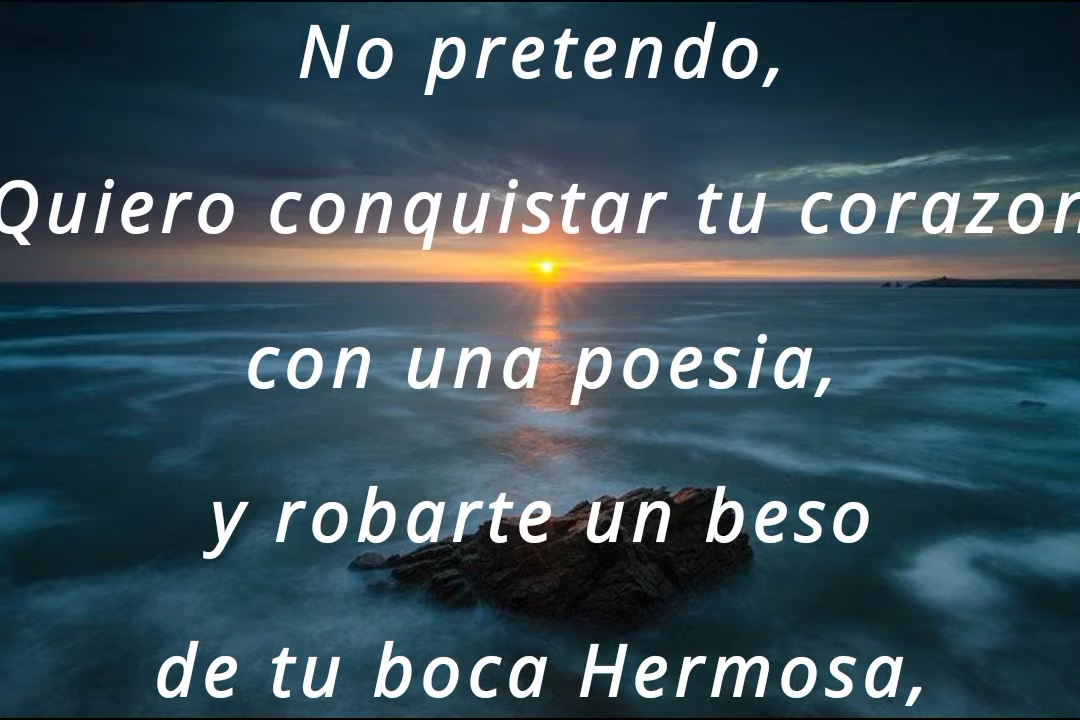 No pretendo,
Quiero conquistar tu corazon
con una poesia,
y robarte un beso
de tu boca Hermosa,